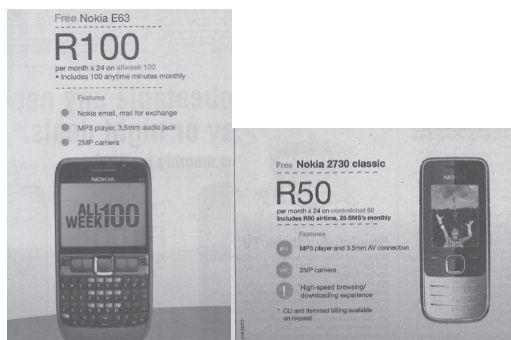 Free Nokia E63
R100
per month x 24 on allweek 100
• Includes 100 anytime minutes monthly
Features
Nokia email, mail for exchange
MP3 player, 3.5mm audio jack
2MP camera
NOKIA
ALL
WEEK100
Free Nokia 2730 classic
R50
per month x 24 on controlchat 50
Includes R50 airtime, 25 SMS's monthly
Features
MP3 player and 3.5mm AV connection
2MP camera
High-speed browsing/
downloading experience
* CLI and itemised billing available
on request